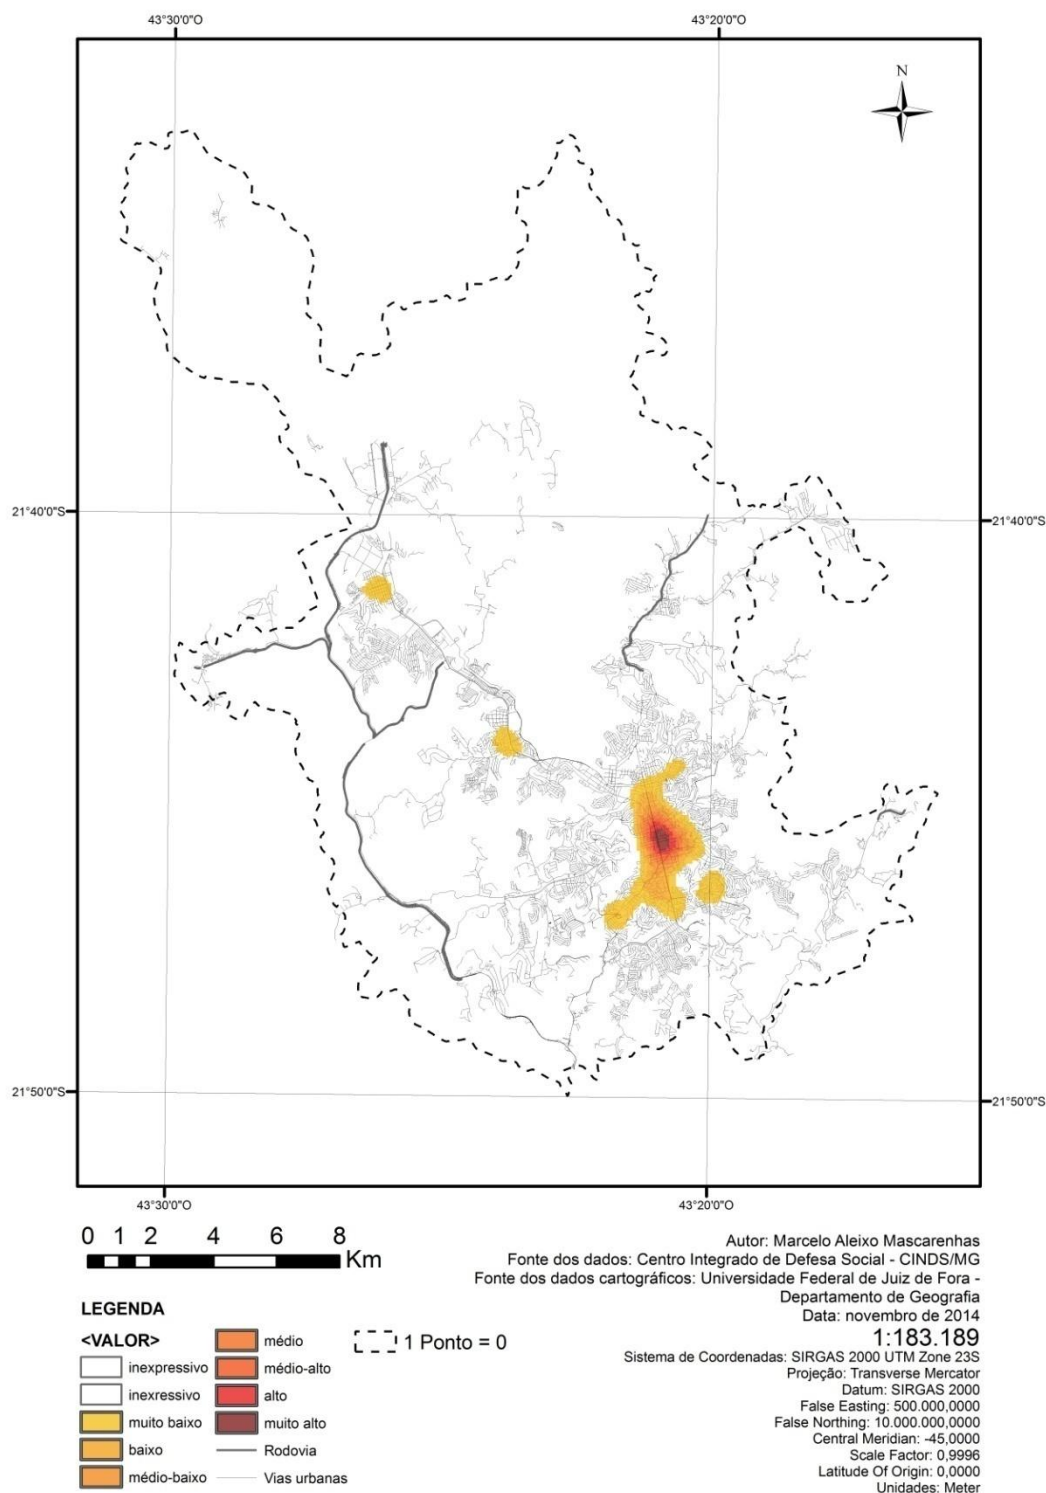 43°30'0"O
43°20'0"O
N
21°40'0"S
21°40'0"S
21°50'0"S
21°50'0"S
43°30'0"O
43°20'0"O
0 1 2 4 6 8
Km
Autor: Marcelo Aleixo Mascarenhas
Fonte dos dados: Centro Integrado de Defesa Social - CINDS/MG
Fonte dos dados cartográficos: Universidade Federal de Juiz de Fora -
Departamento de Geografia
Data: novembro de 2014
1:183.189
Sistema de Coordenadas: SIRGAS 2000 UTM Zone 23S
Projeção: Transverse Mercator
Datum: SIRGAS 2000
False Easting: 500.000,0000
False Northing: 10.000.000,0000
Central Meridian: -45,0000
Scale Factor: 0,9996
Latitude Of Origin: 0,0000
Unidades: Meter
LEGENDA
<VALOR>
inexpressivo
inexressivo
muito baixo
baixo
médio-baixo
médio
médio-alto
alto
muito alto
Rodovia
Vias urbanas
1 Ponto = 0